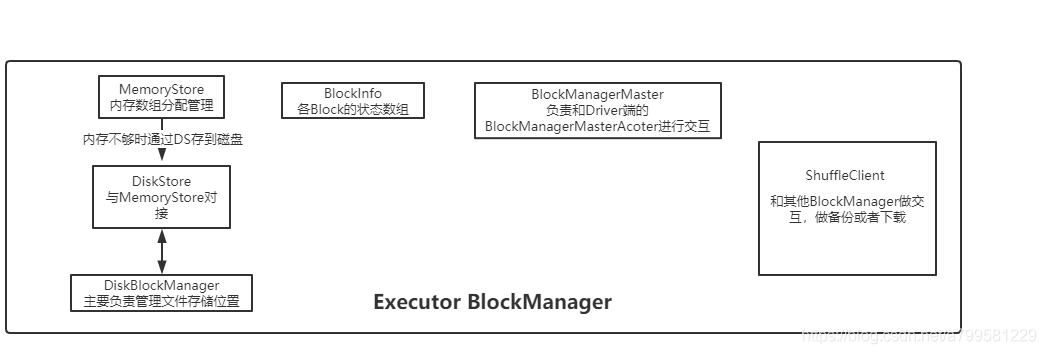 MemoryStore
内存数组分配管理
内存不够时通过DS存到磁盘
DiskStore
与MemoryStore对
接
DiskBlockManager
主要负责管理文件存储位置
BlockInfo
各Block的状态数组
BlockManagerMaster
负责和Driver端的
BlockManagerMasterAcoter进行交互
ShuffleClient
和其他BlockManager做交
互，做备份或者下载
Executor BlockManager
https://blog.csdn.net/a799581229